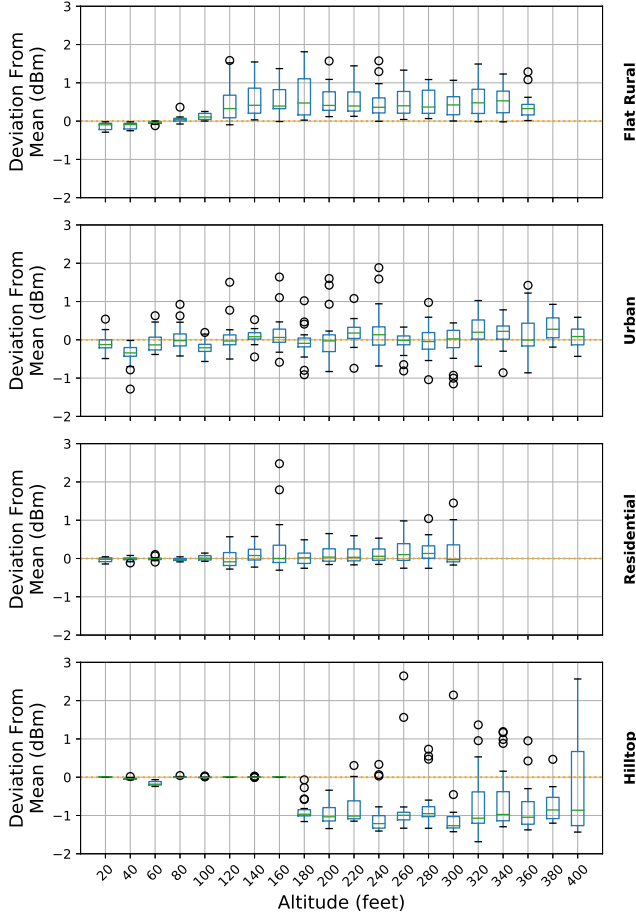 3
2
1
0
−1
−2
Deviation From
Mean (dBm)
Flat Rural
3
2
1
0
−1
−2
Deviation From
Mean (dBm)
Urban
3
2
1
0
−1
−2
Deviation From
Mean (dBm)
Residential
3
2
1
0
−1
−2
Deviation From
Mean (dBm)
Hilltop
20 40 60 80 100 120 140 160 180 200 220 240 260 280 300 320 340 360 380 400
Altitude (feet)